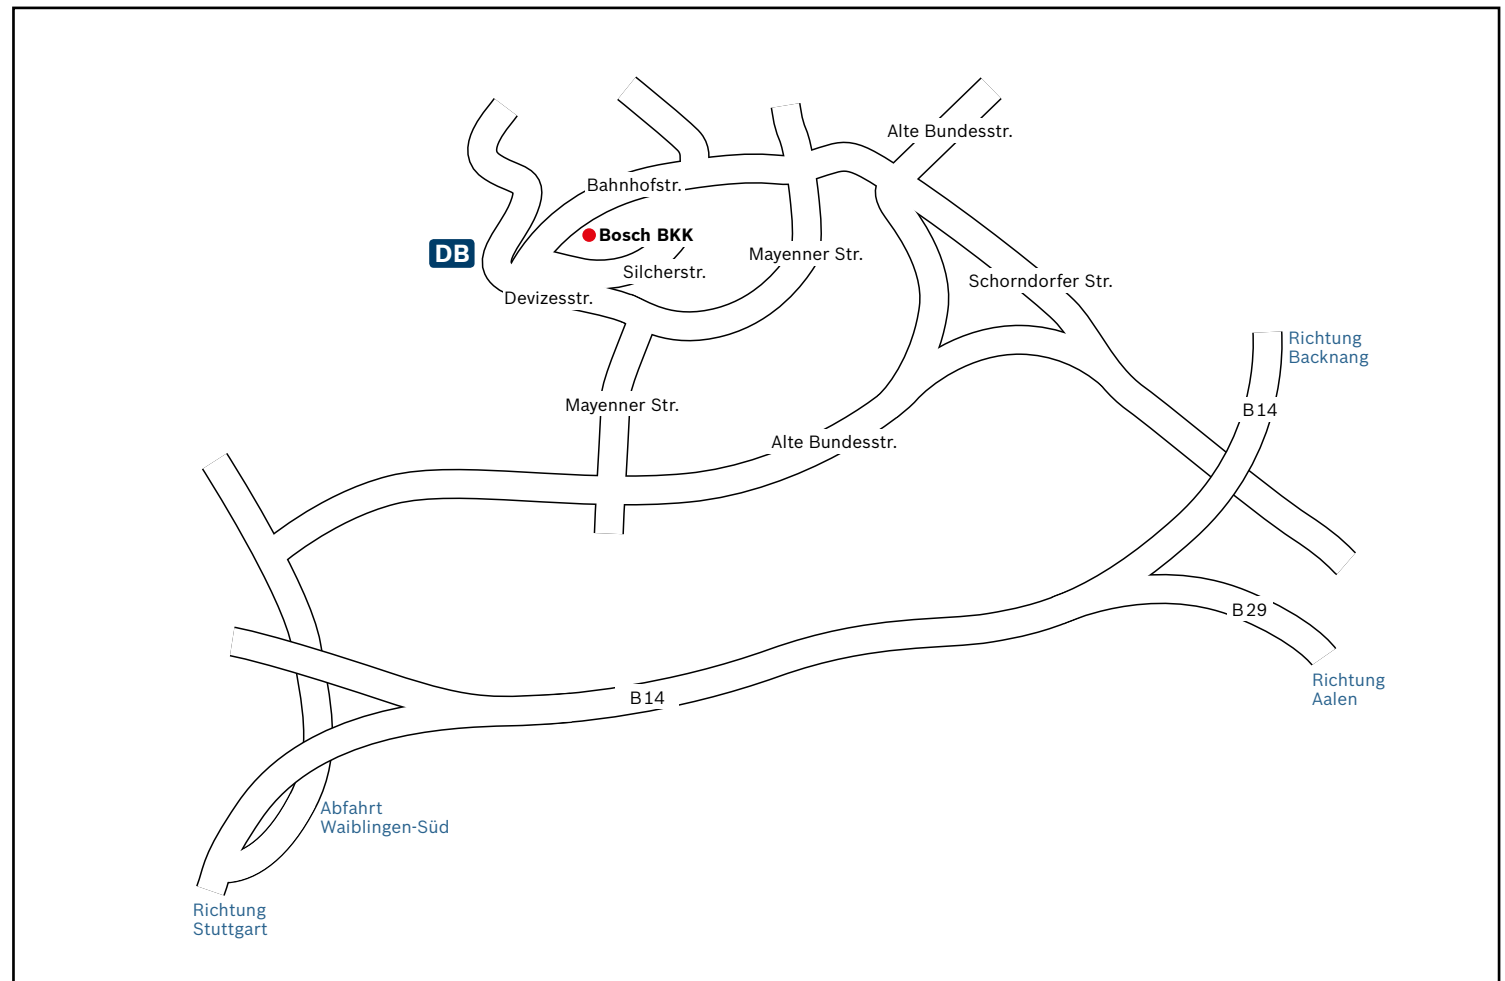 Alte Bundesstr.
Bahnhofstr.
Bosch BKK
DB
Mayenner Str.
Silcherstr.
Schorndorfer Str.
Devizesstr.
Richtung
Backnang
Mayenner Str.
B14
Alte Bundesstr.
B29
Richtung
Aalen
B14
Abfahrt
Waiblingen-Süd
Richtung
Stuttgart